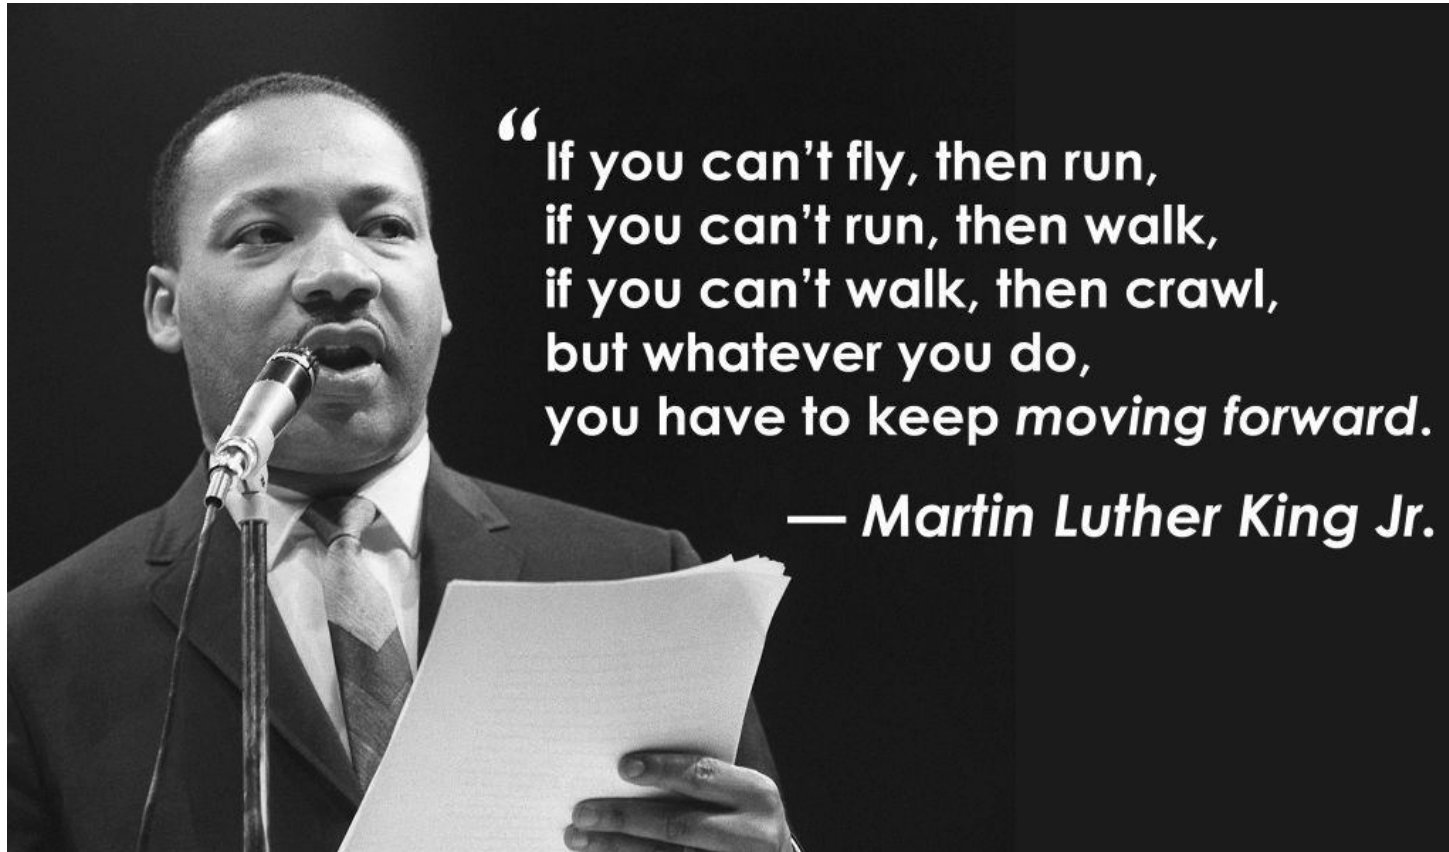 “If you can’t fly, then run,
if you can’t run, then walk,
if you can’t walk, then crawl,
but whatever you do,
you have to keep moving forward.
— Martin Luther King Jr.